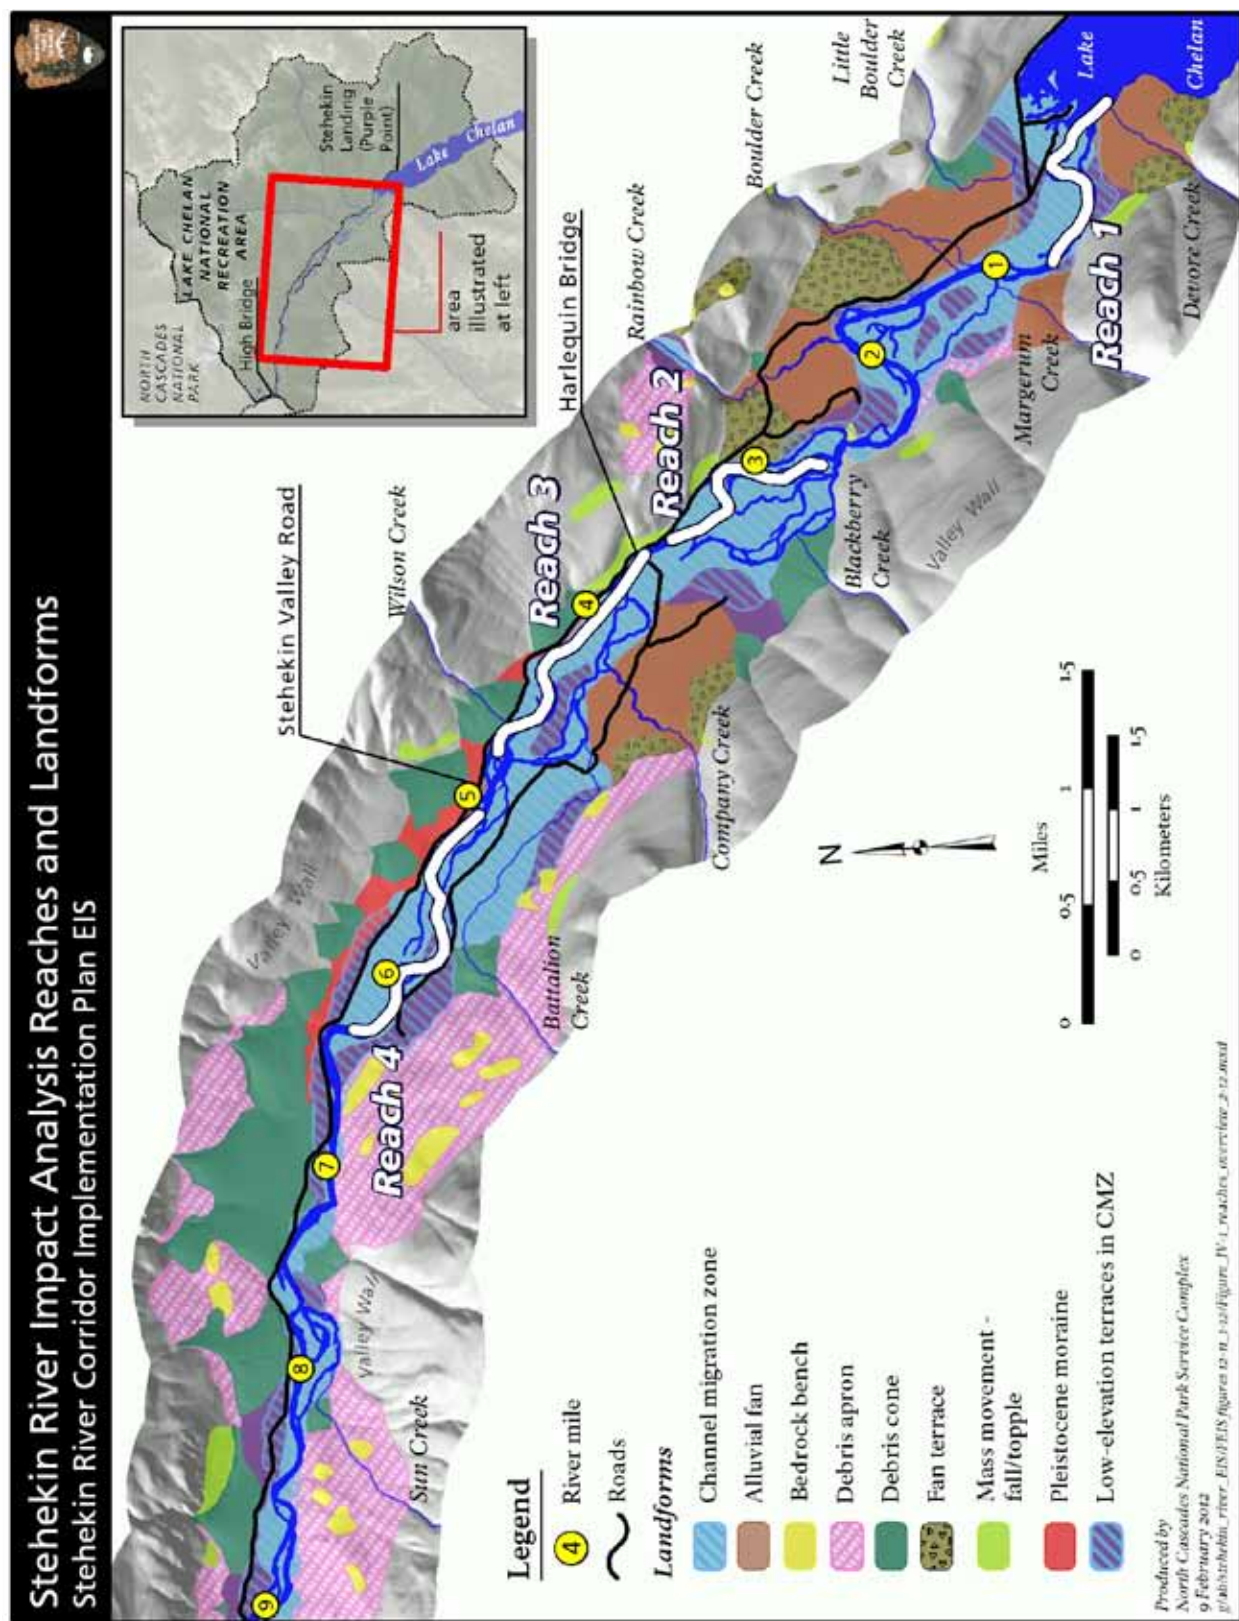 Stehekin River Impact Analysis Reaches and Landforms
Stehekin River Corridor Implementation Plan EIS
NORTH
CASCADES
NATIONAL
PARK
LAKE CHELAN
NATIONAL
RECREATION
AREA
High Bridge
Stehekin
Landing
(Purple
Point)
Lake Chelan
area
illustrated
at left
Stehekin Valley Road
Harlequin Bridge
Wilson Creek
Rainbow Creek
Boulder Creek
Little
Boulder
Creek
Lake
Chelan
Valley Wall
Reach 4
Reach 3
Reach 2
Reach 1
9
8
7
6
5
4
3
2
1
Valley Wall
Sun Creek
Battalion
Creek
Company Creek
Blackberry
Creek
Valley Wall
Margerum
Creek
Devore Creek
N
Legend
4 River mile
Roads
Landforms
Channel migration zone
Alluvial fan
Bedrock bench
Debris apron
Debris cone
Fan terrace
Mass movement -
fall/topple
Pleistocene moraine
Low-elevation terraces in CMZ
Miles
0 0.5 1 1.5
0 0.5 1 1.5
Kilometers
Produced by
North Cascades National Park Service Complex
9 February 2012